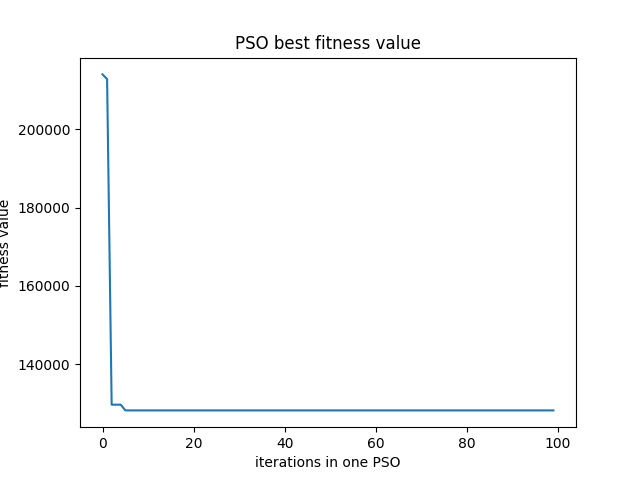 PSO best fitness value
200000
180000
160000
140000
fitness value
0 20 40 60 80 100
iterations in one PSO